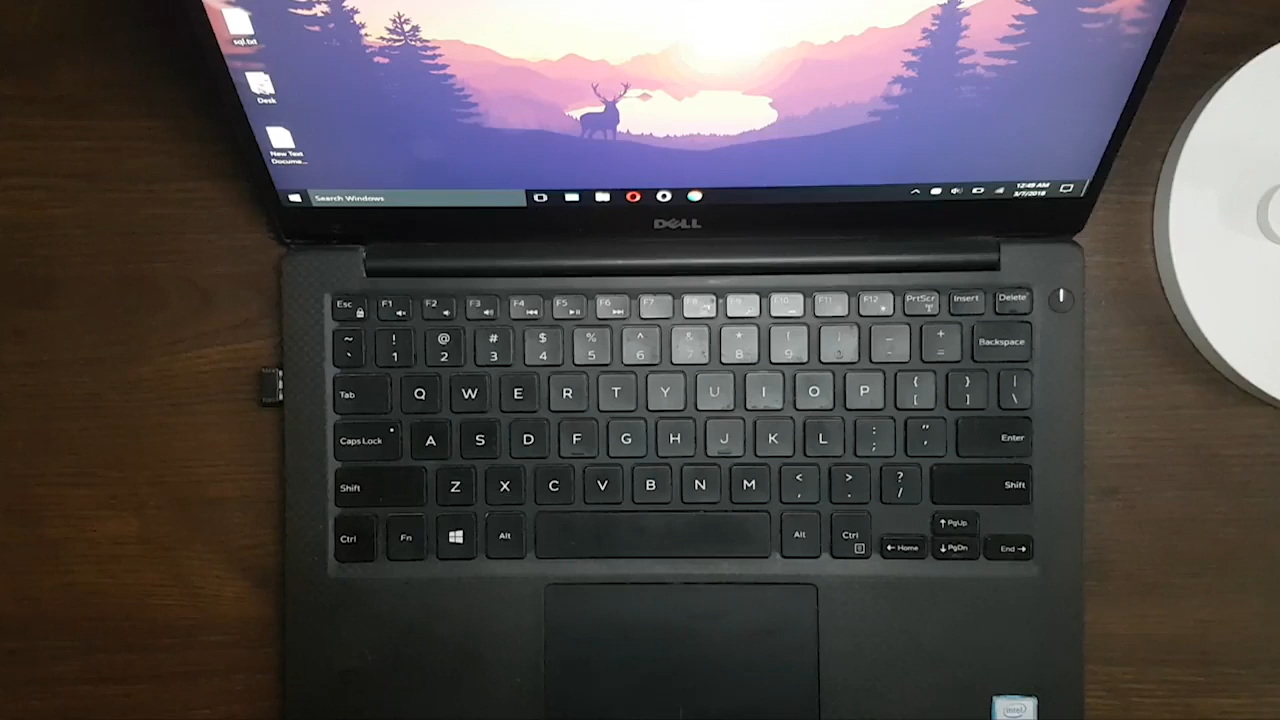 sql.txt
Desk
New Text
Docume...
Search Windows
12:49 AM
3/7/2018
DELL
Esc F1 F2 F3 F4 F5 F6 F7 F8 F9 F10 F11 F12 PrtScr Insert Delete
~ ! @ # $ % ^ & * ( ) _ + Backspace
` 1 2 3 4 5 6 7 8 9 0 - =
Tab Q W E R T Y U I O P { } |
[ ] \
Caps Lock A S D F G H J K L : " Enter
; '
Shift Z X C V B N M < > ? Shift
, . /
Ctrl Fn Alt Alt Ctrl ↑ PgUp
← Home ↓ PgDn End →
intel